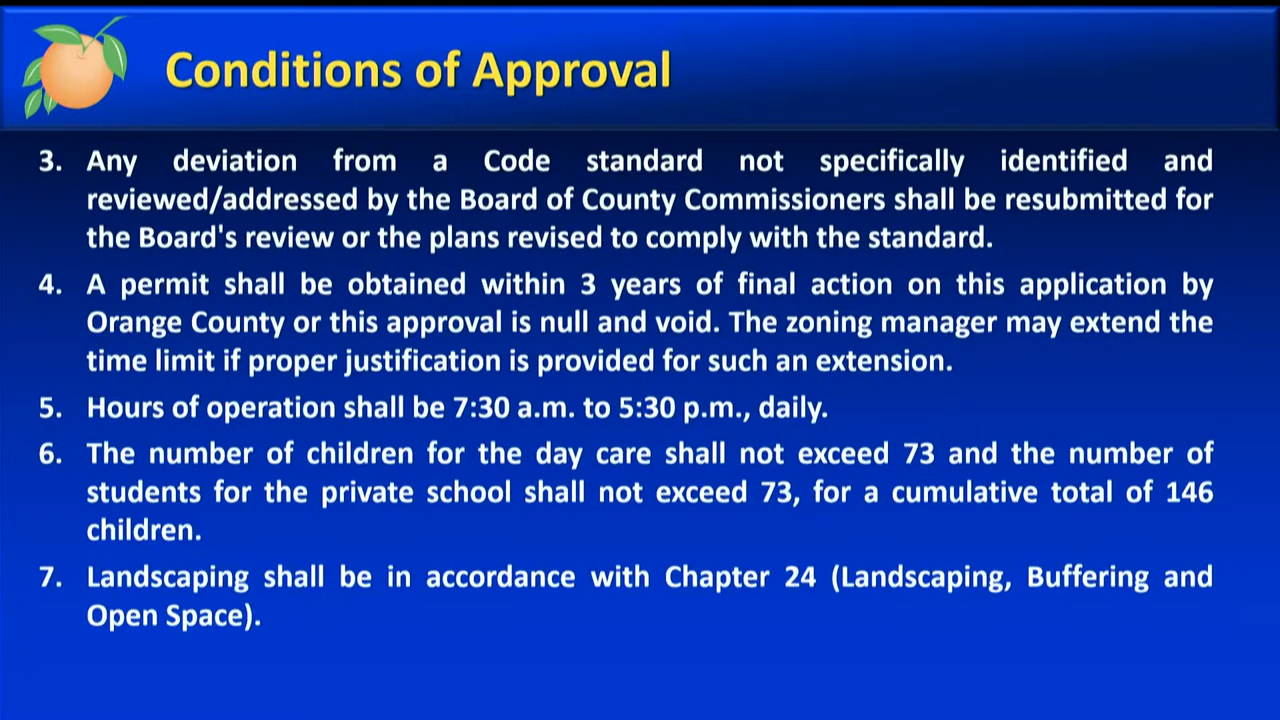 Conditions of Approval
3. Any deviation from a Code standard not specifically identified and
reviewed/addressed by the Board of County Commissioners shall be resubmitted for
the Board's review or the plans revised to comply with the standard.
4. A permit shall be obtained within 3 years of final action on this application by
Orange County or this approval is null and void. The zoning manager may extend the
time limit if proper justification is provided for such an extension.
5. Hours of operation shall be 7:30 a.m. to 5:30 p.m., daily.
6. The number of children for the day care shall not exceed 73 and the number of
students for the private school shall not exceed 73, for a cumulative total of 146
children.
7. Landscaping shall be in accordance with Chapter 24 (Landscaping, Buffering and
Open Space).